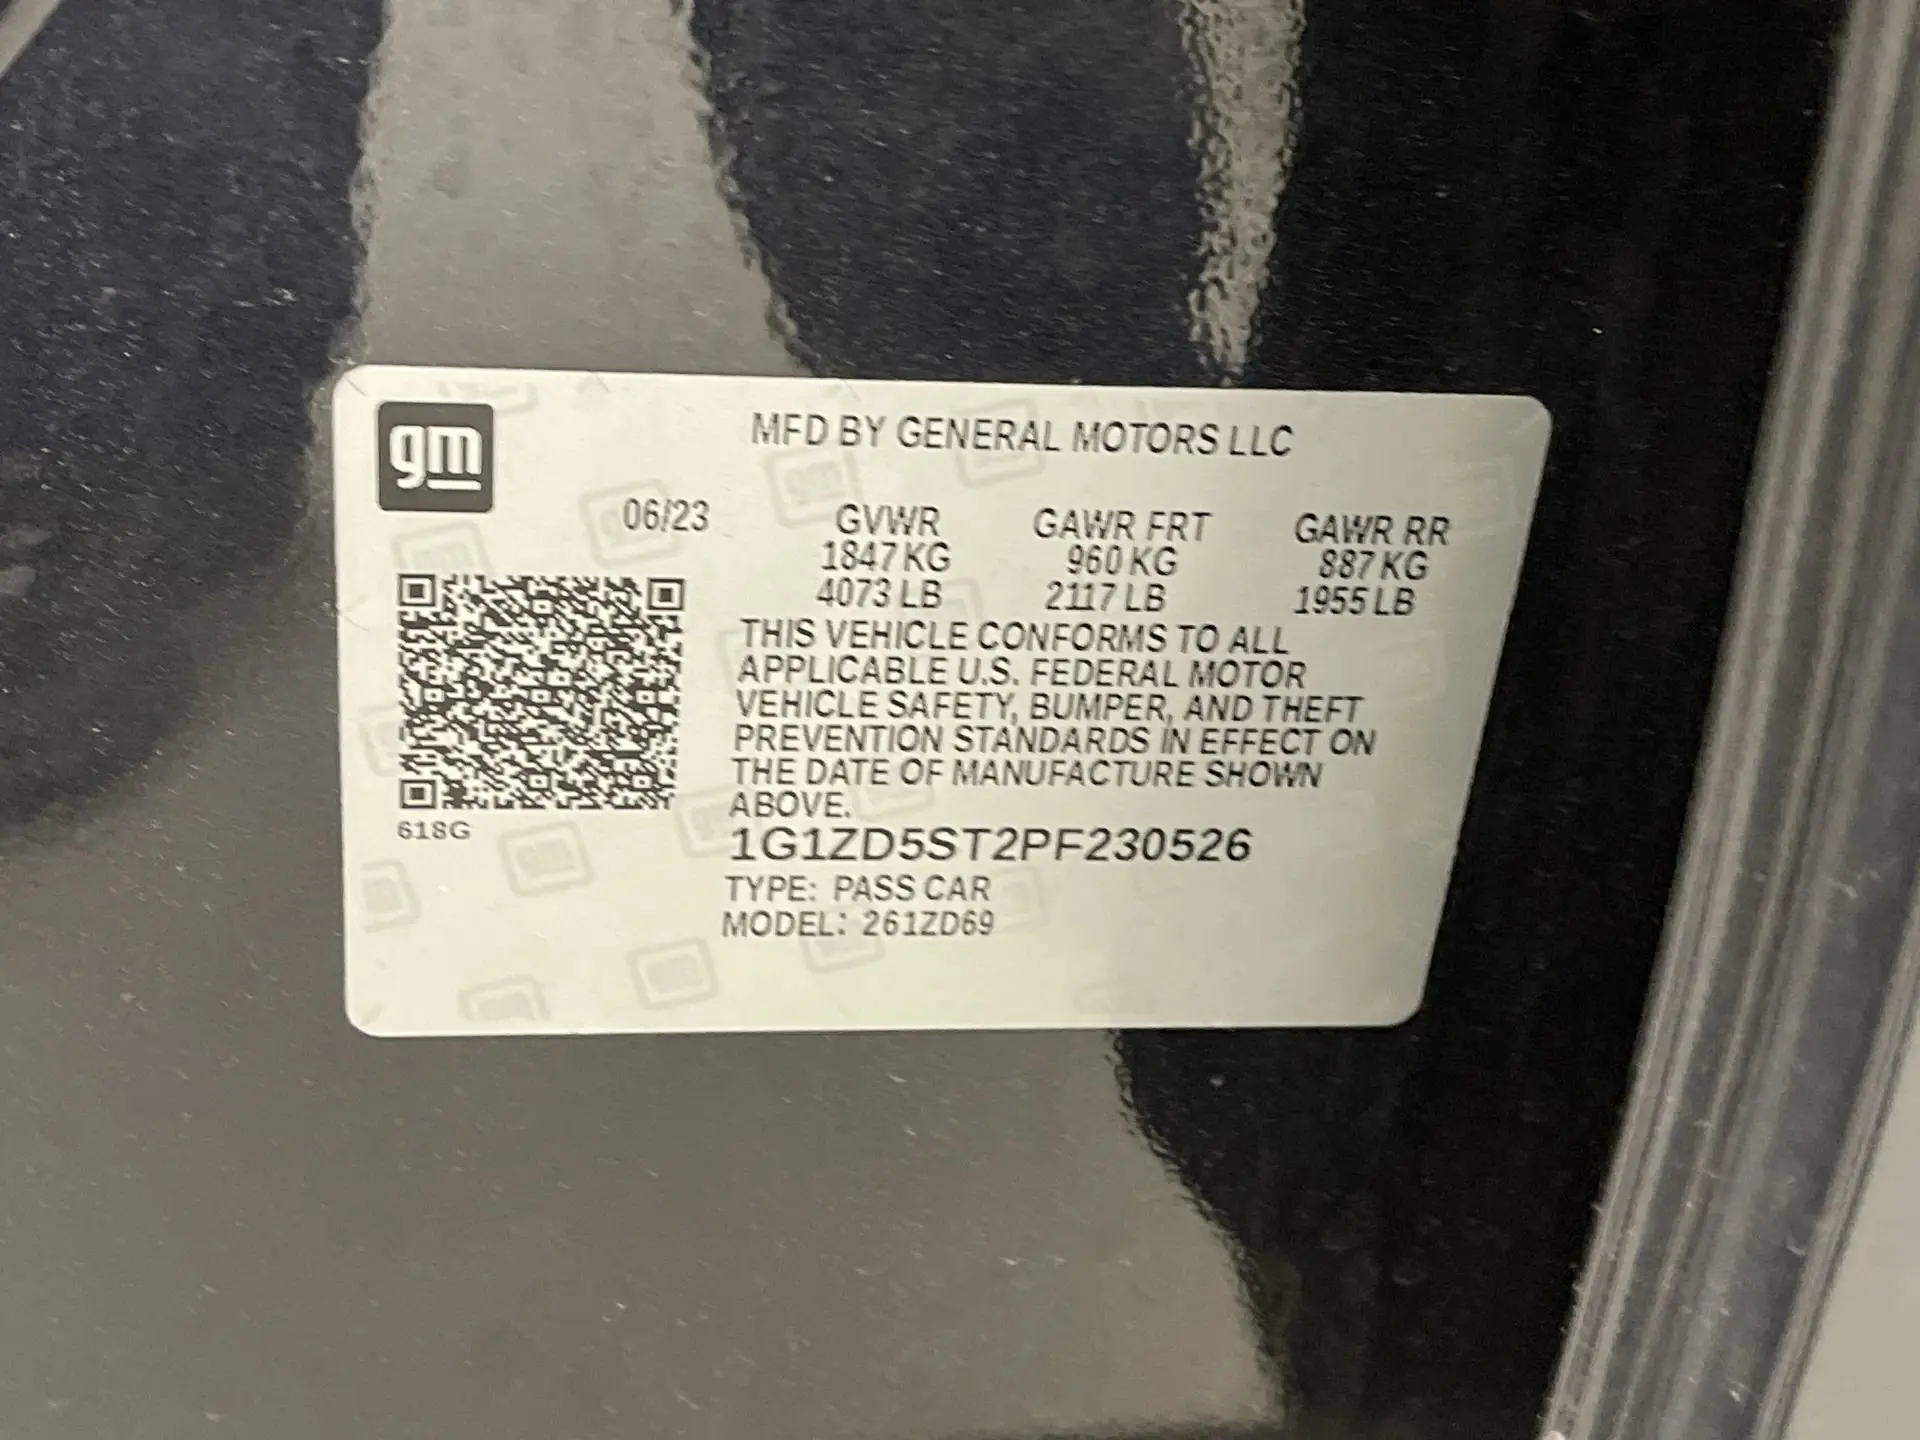 gm
MFD BY GENERAL MOTORS LLC
06/23 GVWR GAWR FRT GAWR RR
1847 KG 960 KG 887 KG
4073 LB 2117 LB 1955 LB
THIS VEHICLE CONFORMS TO ALL
APPLICABLE U.S. FEDERAL MOTOR
VEHICLE SAFETY, BUMPER, AND THEFT
PREVENTION STANDARDS IN EFFECT ON
THE DATE OF MANUFACTURE SHOWN
ABOVE.
618G
1G1ZD5ST2PF230526
TYPE: PASS CAR
MODEL: 261ZD69